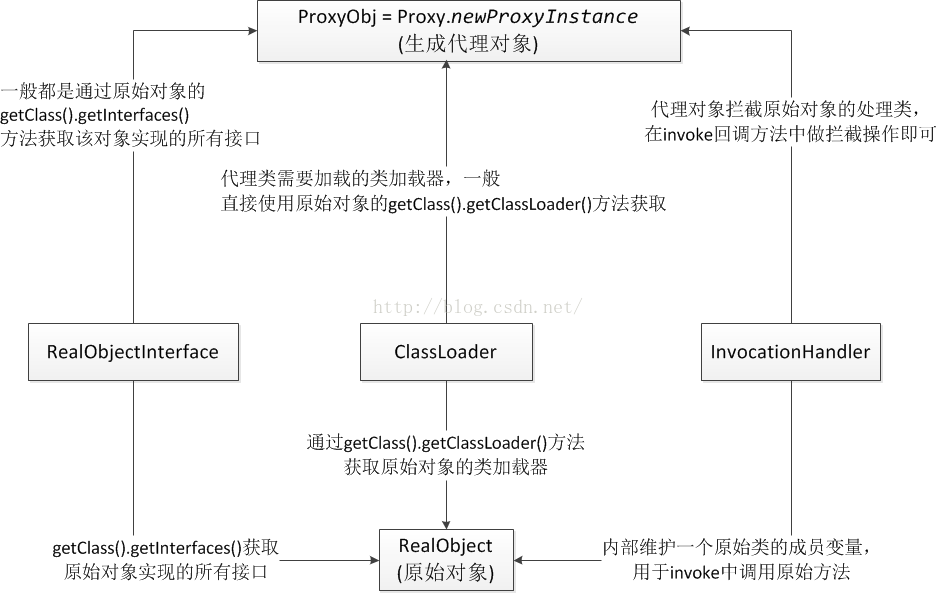 ProxyObj = Proxy.newProxyInstance
(生成代理对象)
一般都是通过原始对象的
getClass().getInterfaces()
方法获取该对象实现的所有接口
代理对象拦截原始对象的处理类，
在invoke回调方法中做拦截操作即可
代理类需要加载的类加载器，一般
直接使用原始对象的getClass().getClassLoader()方法获取
http://blog.csdn.net/
RealObjectInterface
ClassLoader
InvocationHandler
通过getClass().getClassLoader()方法
获取原始对象的类加载器
getClass().getInterfaces()获取
原始对象实现的所有接口
RealObject
(原始对象)
内部维护一个原始类的成员变量，
用于invoke中调用原始方法